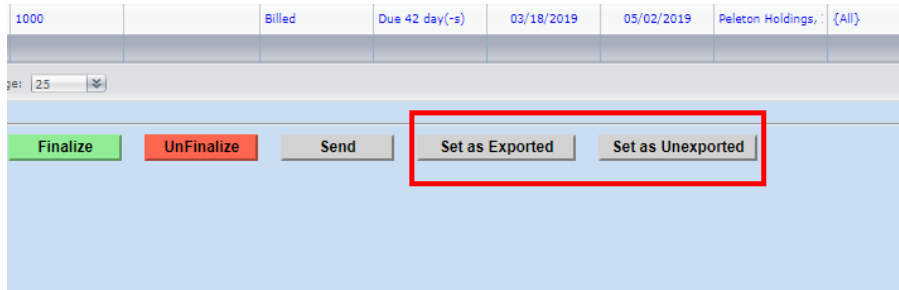 1000 Billed Due 42 day(-s) 03/18/2019 05/02/2019 Peleton Holdings, {All}
ge: 25
Finalize UnFinalize Send Set as Exported Set as Unexported